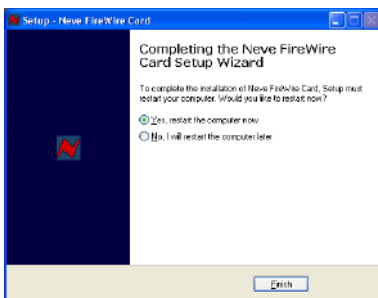 Setup - Neve FireWire Card
Completing the Neve FireWire
Card Setup Wizard
To complete the installation of Neve FireWire Card, Setup must
restart your computer. Would you like to restart now?
Yes, restart the computer now
No, I will restart the computer later
Finish